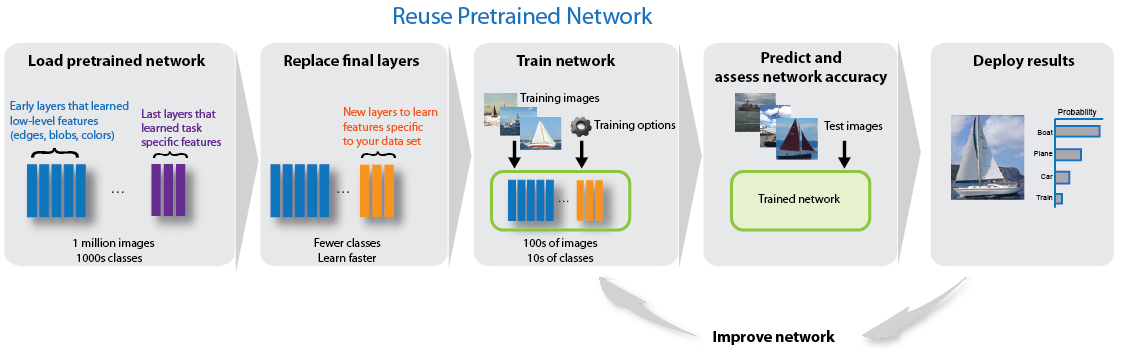 Reuse Pretrained Network
Load pretrained network
Early layers that learned
low-level features
(edges, blobs, colors)
Last layers that
learned task
specific features
...
1 million images
1000s classes
Replace final layers
New layers to learn
features specific
to your data set
...
Fewer classes
Learn faster
Train network
Training images
Training options
...
100s of images
10s of classes
Predict and
assess network accuracy
Test images
Trained network
Deploy results
Probability
Boat
Plane
Car
Train
Improve network